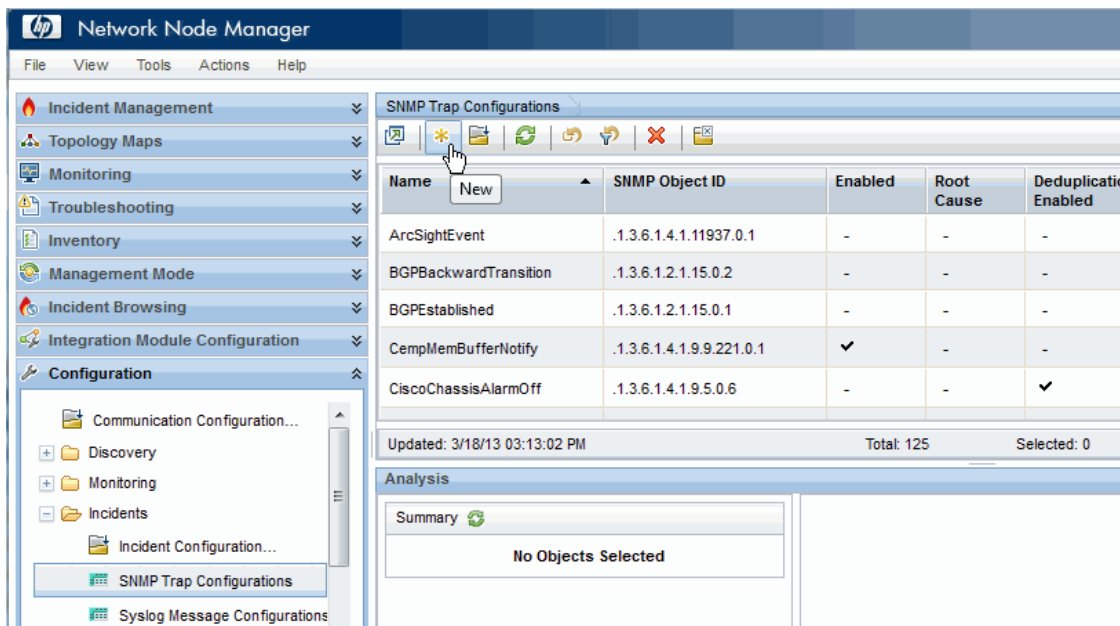 hp Network Node Manager
File View Tools Actions Help
Incident Management
Topology Maps
Monitoring
Troubleshooting
Inventory
Management Mode
Incident Browsing
Integration Module Configuration
Configuration
Communication Configuration...
Discovery
Monitoring
Incidents
Incident Configuration...
SNMP Trap Configurations
Syslog Message Configurations
SNMP Trap Configurations
New
Name SNMP Object ID Enabled Root Cause Deduplicatio Enabled
ArcSightEvent .1.3.6.1.4.1.11937.0.1 - - -
BGPBackwardTransition .1.3.6.1.2.1.15.0.2 - - -
BGPEstablished .1.3.6.1.2.1.15.0.1 - - -
CempMemBufferNotify .1.3.6.1.4.1.9.9.221.0.1 ✔ - -
CiscoChassisAlarmOff .1.3.6.1.4.1.9.5.0.6 - - ✔
Updated: 3/18/13 03:13:02 PM Total: 125 Selected: 0
Analysis
Summary
No Objects Selected